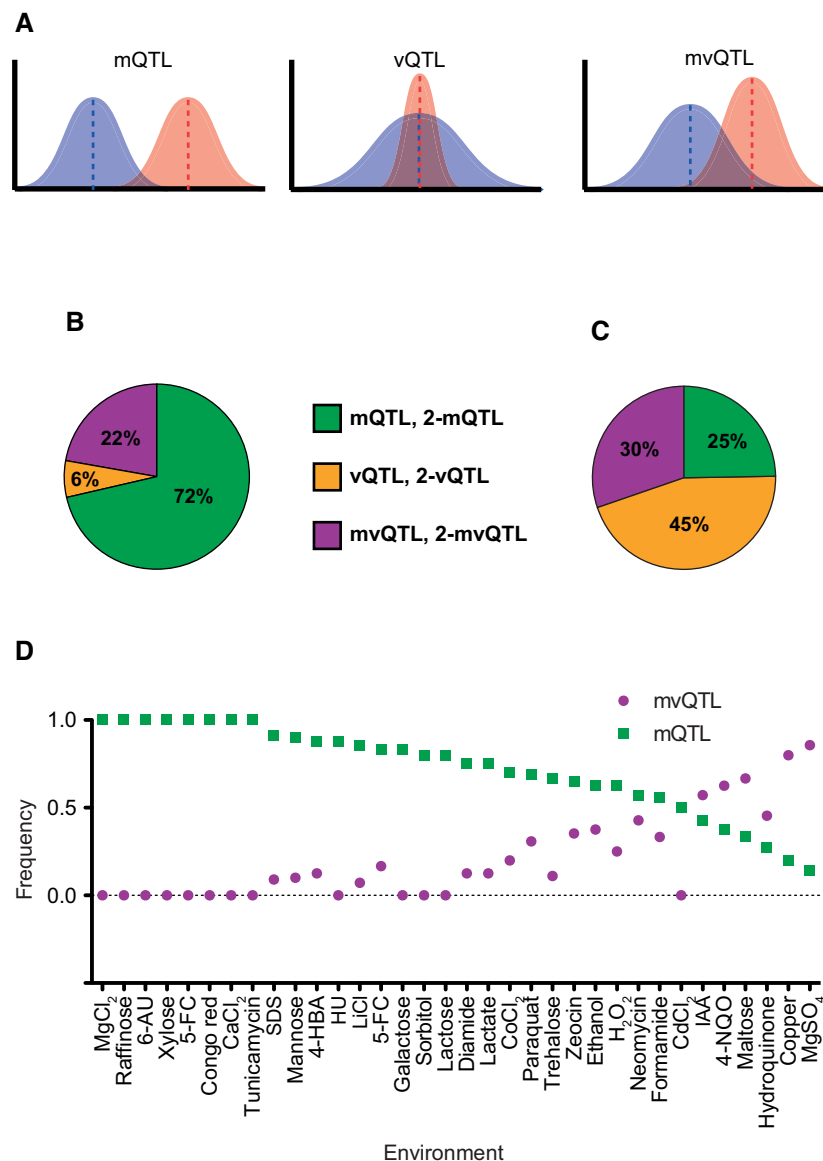 A
mQTL
vQTL
mvQTL
B
C
22%
6%
72%
mQTL, 2-mQTL
vQTL, 2-vQTL
mvQTL, 2-mvQTL
30%
25%
45%
D
mvQTL
mQTL
1.0
0.5
0.0
Frequency
MgCl₂
Raffinose
6-AU
Xylose
5-FC
Congo red
CaCl₂
Tunicamycin
SDS
Mannose
4-HBA
HU
LiCl
5-FC
Galactose
Sorbitol
Lactose
Diamide
Lactate
CoCl₂
Paraquat
Trehalose
Zeocin
Ethanol
H₂O₂
Neomycin
Formamide
CdCl₂
IAA
4-NQO
Maltose
Hydroquinone
Copper
MgSO₄
Environment